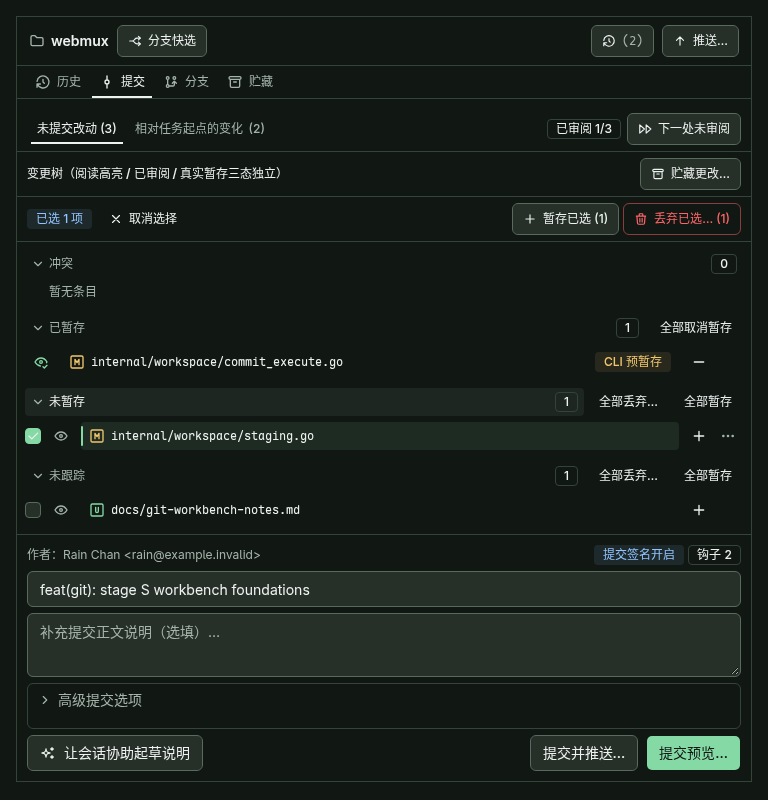 webmux 分支快选 (2) 推送...
历史 提交 分支 贮藏
未提交改动 (3) 相对任务起点的变化 (2) 已审阅 1/3 下一处未审阅
变更树（阅读高亮 / 已审阅 / 真实暂存三态独立） 贮藏更改...
已选 1 项 取消选择 暂存已选 (1) 丢弃已选... (1)
冲突 0
暂无条目
已暂存 1 全部取消暂存
M internal/workspace/commit_execute.go CLI 预暂存
未暂存 1 全部丢弃... 全部暂存
M internal/workspace/staging.go
未跟踪 1 全部丢弃... 全部暂存
U docs/git-workbench-notes.md
作者： Rain Chan <rain@example.invalid> 提交签名开启 钩子 2
feat(git): stage S workbench foundations
补充提交正文说明（选填）...
高级提交选项
让会话协助起草说明 提交并推送... 提交预览...